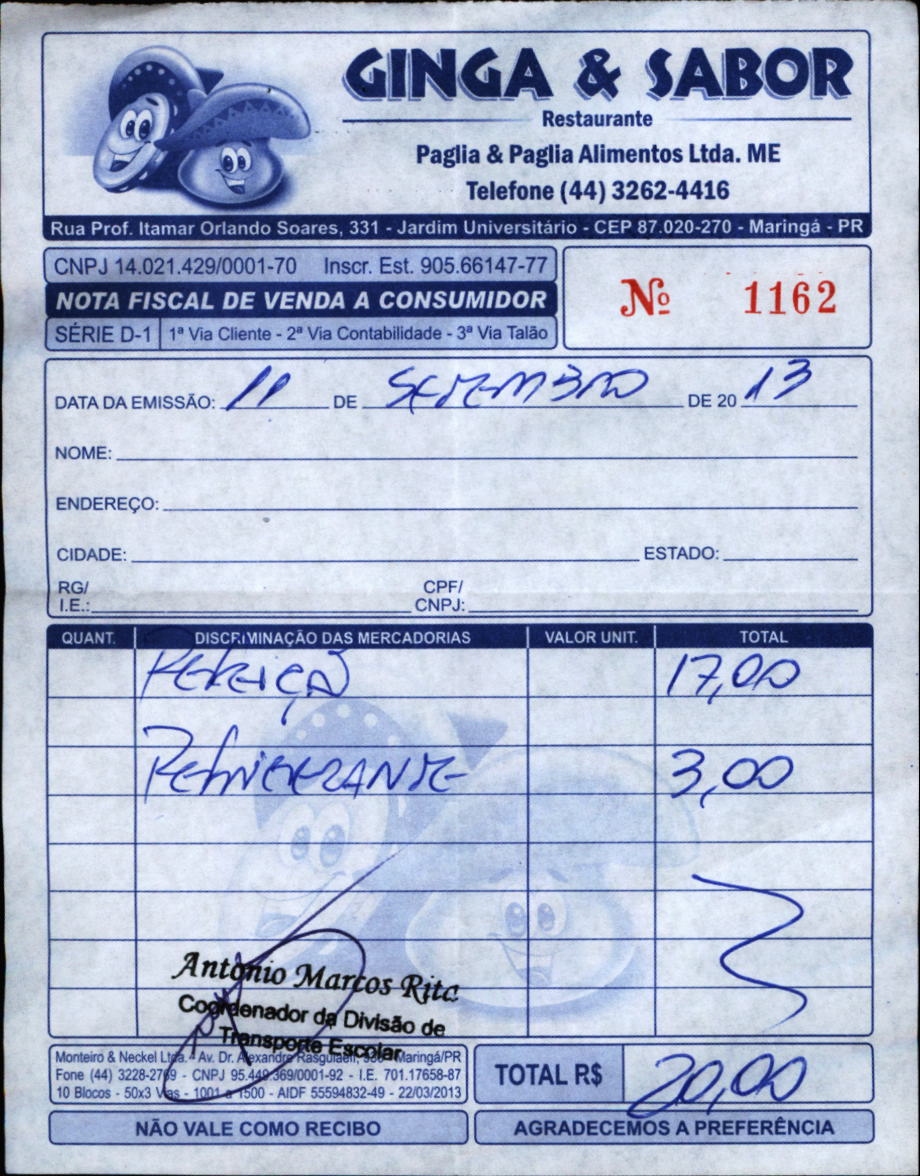 GINGA & SABOR
Restaurante
Paglia & Paglia Alimentos Ltda. ME
Telefone (44) 3262-4416
Rua Prof. Itamar Orlando Soares, 331 - Jardim Universitário - CEP 87.020-270 - Maringá - PR
CNPJ 14.021.429/0001-70 Inscr. Est. 905.66147-77
NOTA FISCAL DE VENDA A CONSUMIDOR
SÉRIE D-1 1ª Via Cliente - 2ª Via Contabilidade - 3ª Via Talão
Nº 1162
DATA DA EMISSÃO: 11 DE SETEMBRO DE 20 13
NOME:
ENDEREÇO:
CIDADE: ESTADO:
RG/ CPF/
I.E.: CNPJ:
QUANT. DISCRIMINAÇÃO DAS MERCADORIAS VALOR UNIT. TOTAL
REFEIÇÃO 17,00
REFRIGERANTE 3,00
Antonio Marcos Rita
Coordenador da Divisão de
Transporte Escolar
Monteiro & Neckel Ltda. - Av. Dr. Alexandre Maringá/PR
Fone (44) 3228-2769 - CNPJ 95.449.369/0001-92 - I.E. 701.17658-87
10 Blocos - 50x3 Vias - 1001 a 1500 - AIDF 55594832-49 - 22/03/2013
TOTAL R$ 20,00
NÃO VALE COMO RECIBO
AGRADECEMOS A PREFERÊNCIA